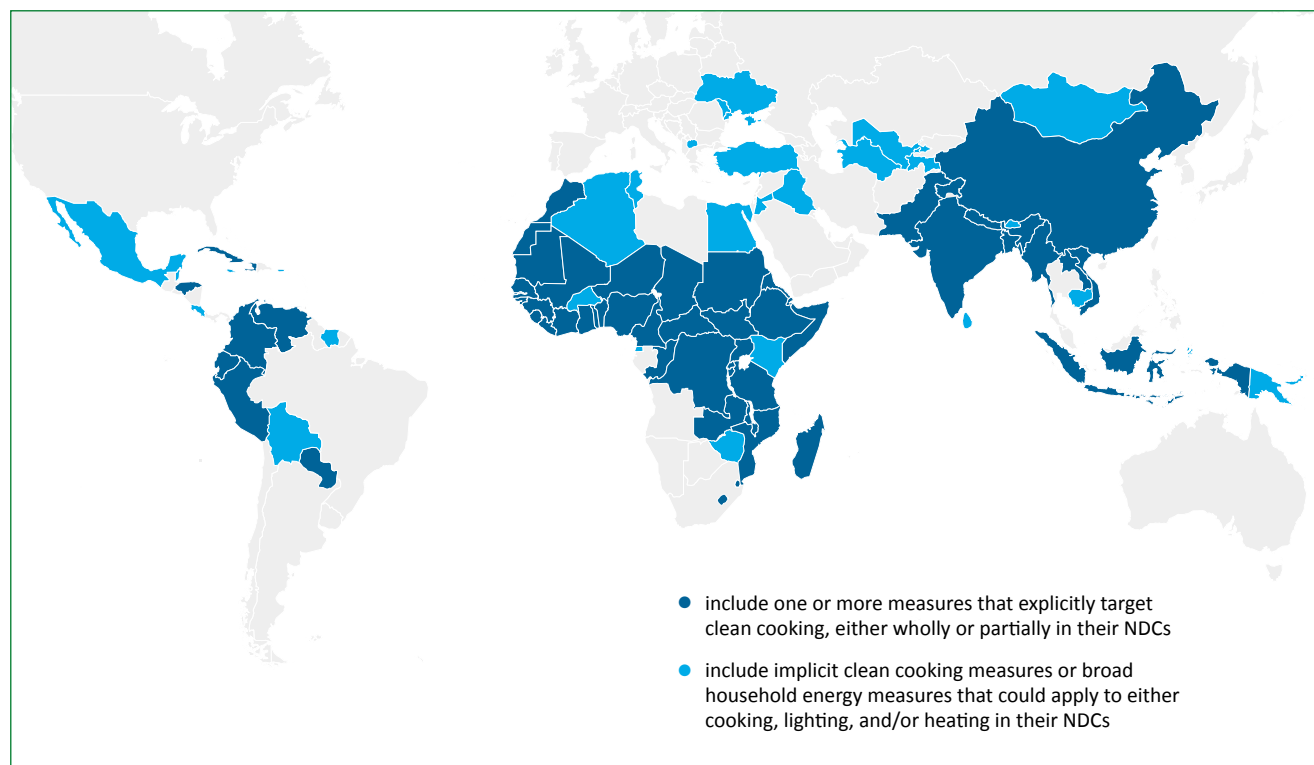 include one or more measures that explicitly target
clean cooking, either wholly or partially in their NDCs
include implicit clean cooking measures or broad
household energy measures that could apply to either
cooking, lighting, and/or heating in their NDCs